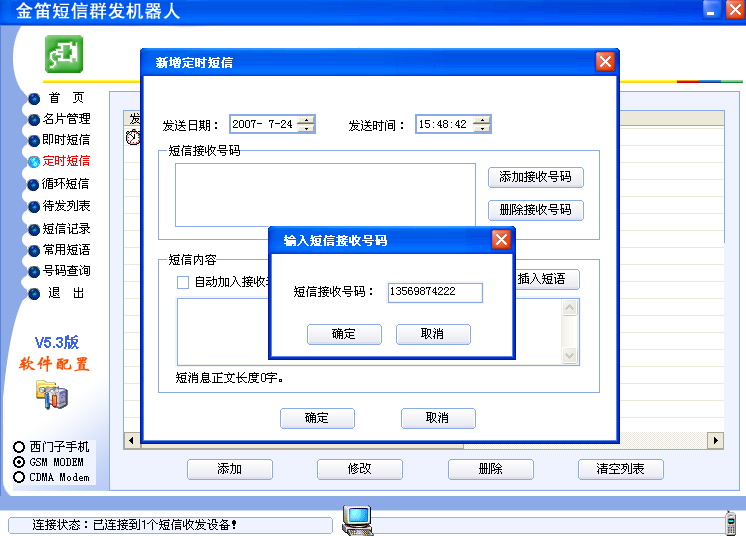 金笛短信群发机器人
首 页
名片管理
即时短信
定时短信
循环短信
待发列表
短信记录
常用短语
号码查询
退 出
V5.3版
软件配置
西门子手机
GSM MODEM
CDMA Modem
发
新增定时短信
发送日期： 2007- 7-24 发送时间： 15:48:42
短信接收号码
添加接收号码
删除接收号码
短信内容
自动加入接收
插入短语
输入短信接收号码
短信接收号码： 13569874222
确定 取消
短消息正文长度0字。
确定 取消
添加 修改 删除 清空列表
连接状态：已连接到1个短信收发设备!